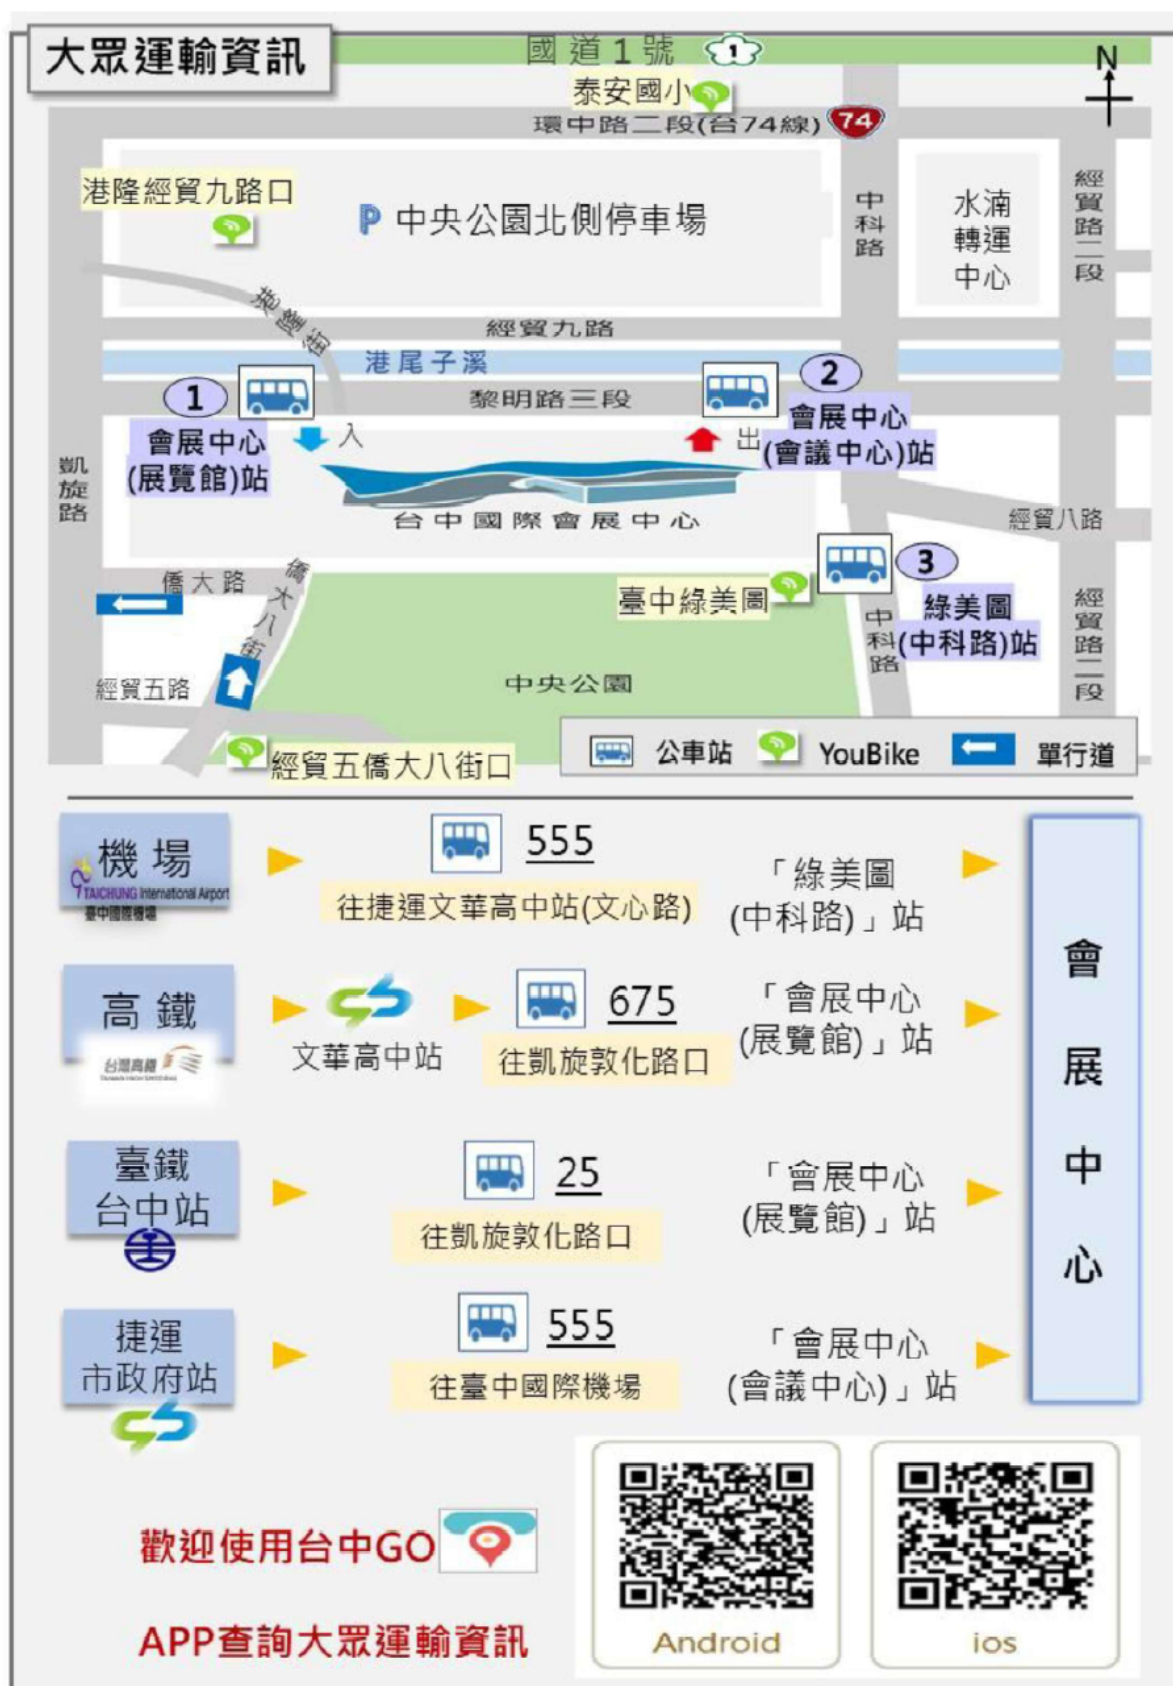 大眾運輸資訊
國道1號
1
N
泰安國小
環中路二段(台74線)
74
港隆經貿九路口
P 中央公園北側停車場
中科路
水湳
轉運
中心
經貿路二段
港隆街
經貿九路
港尾子溪
黎明路三段
1
會展中心
(展覽館)站
入
2
會展中心
(會議中心)站
出
凱旋路
台中國際會展中心
經貿八路
僑大路
僑大八街
臺中綠美圖
3
綠美圖
(中科路)站
中科路
經貿路二段
經貿五路
中央公園
經貿五僑大八街口
公車站
YouBike
單行道
機場
TAICHUNG International Airport
臺中國際機場
555
往捷運文華高中站(文心路)
「綠美圖
(中科路)」站
高鐵
台灣高鐵
文華高中站
675
往凱旋敦化路口
「會展中心
(展覽館)」站
臺鐵
台中站
25
往凱旋敦化路口
「會展中心
(展覽館)」站
捷運
市政府站
555
往臺中國際機場
「會展中心
(會議中心)」站
會展中心
歡迎使用台中GO
APP查詢大眾運輸資訊
Android
ios